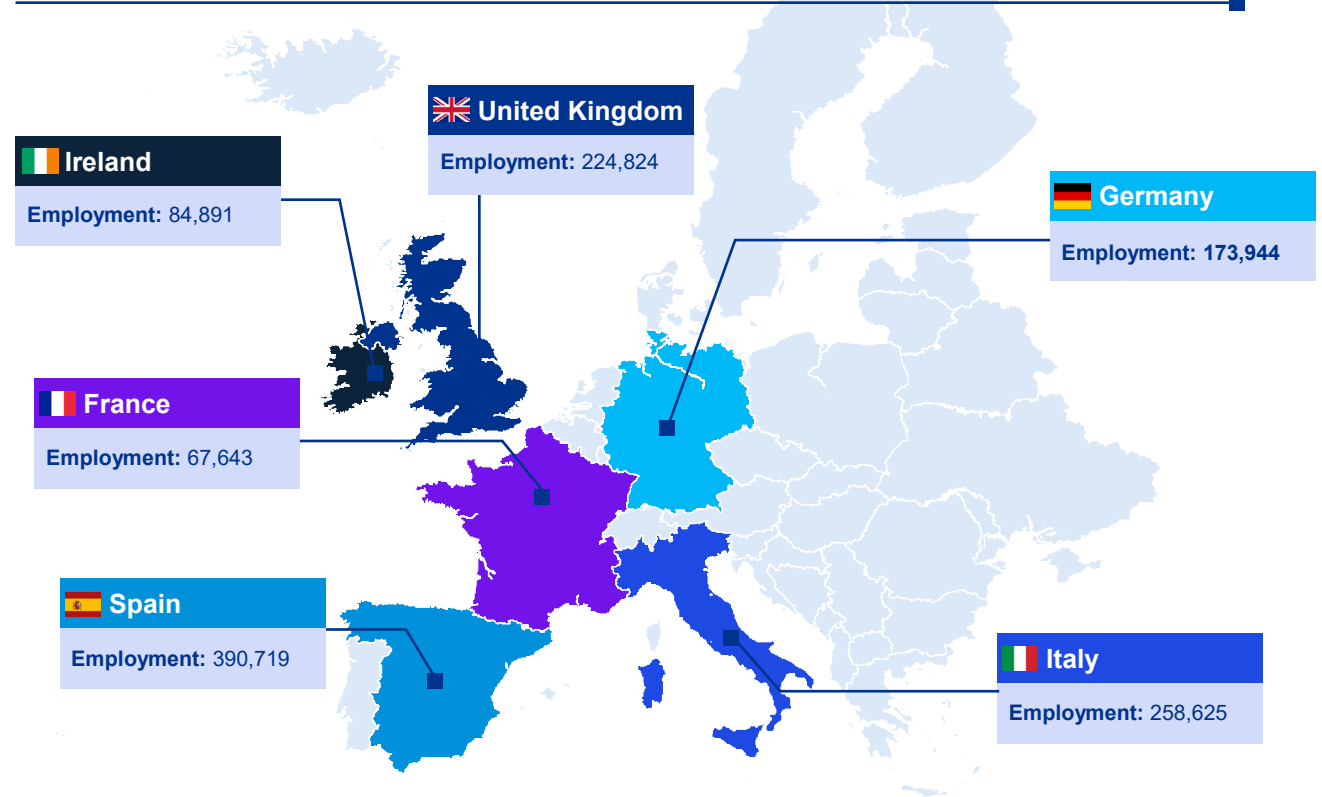 United Kingdom
Employment: 224,824
Ireland
Employment: 84,891
Germany
Employment: 173,944
France
Employment: 67,643
Spain
Employment: 390,719
Italy
Employment: 258,625